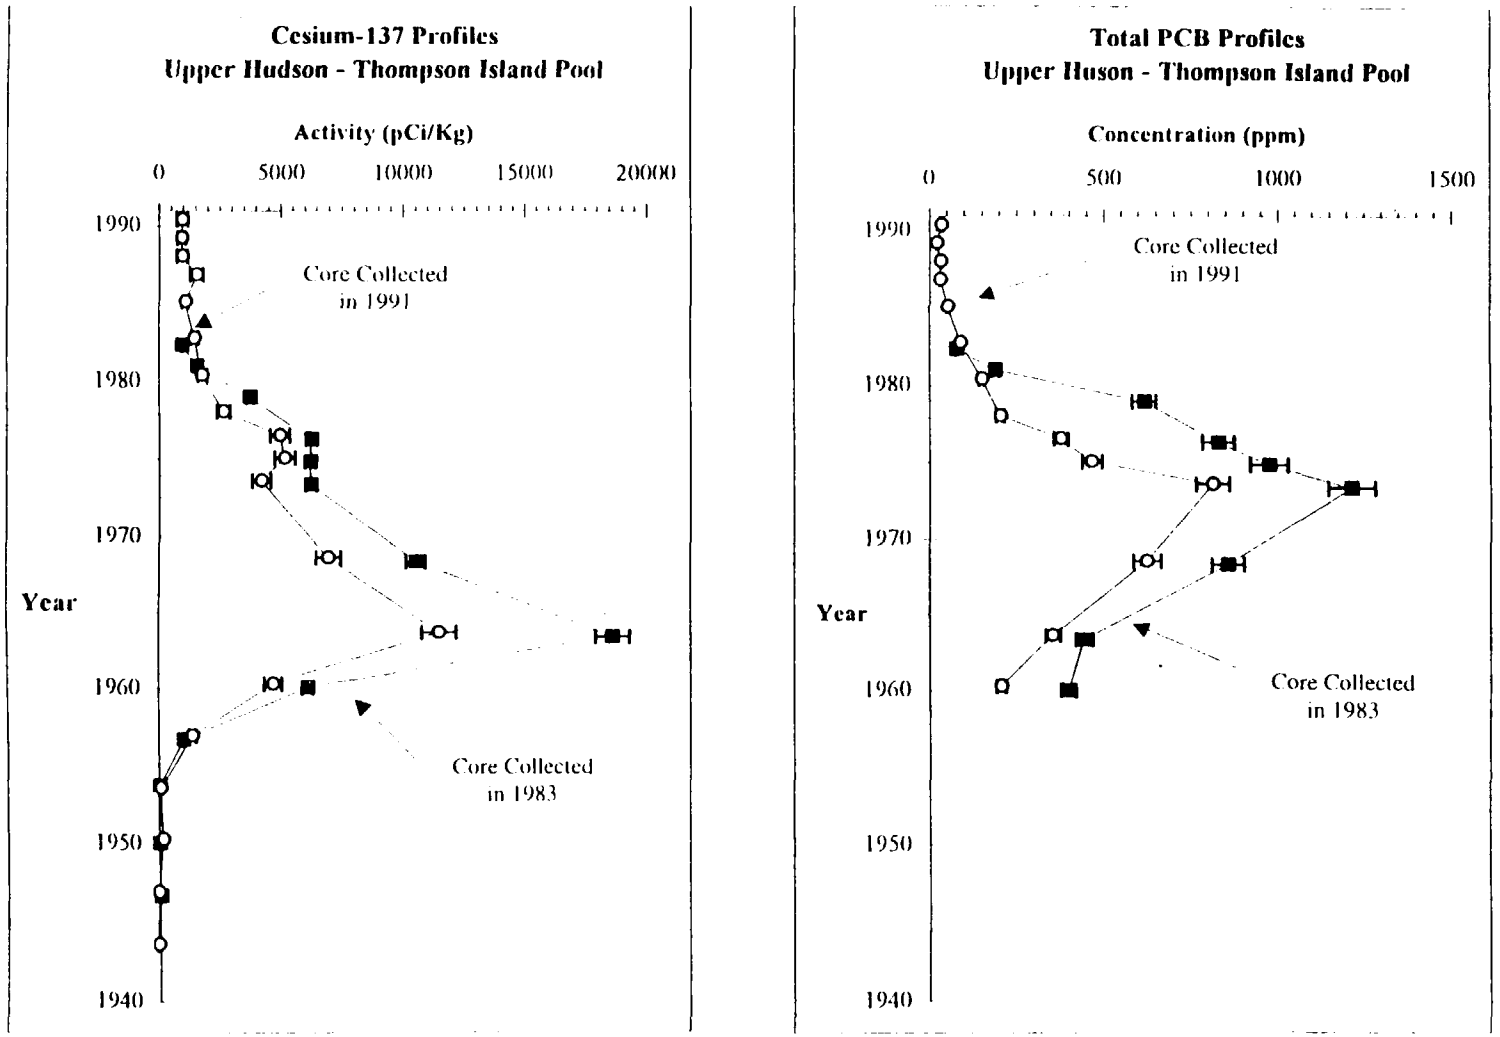 Cesium-137 Profiles
Upper Hudson - Thompson Island Pool
Activity (pCi/Kg)
0 5000 10000 15000 20000
1990
Core Collected
in 1991
1980
1970
Year
1960
Core Collected
in 1983
1950
1940
Total PCB Profiles
Upper Huson - Thompson Island Pool
Concentration (ppm)
0 500 1000 1500
1990
Core Collected
in 1991
1980
1970
Year
1960
Core Collected
in 1983
1950
1940